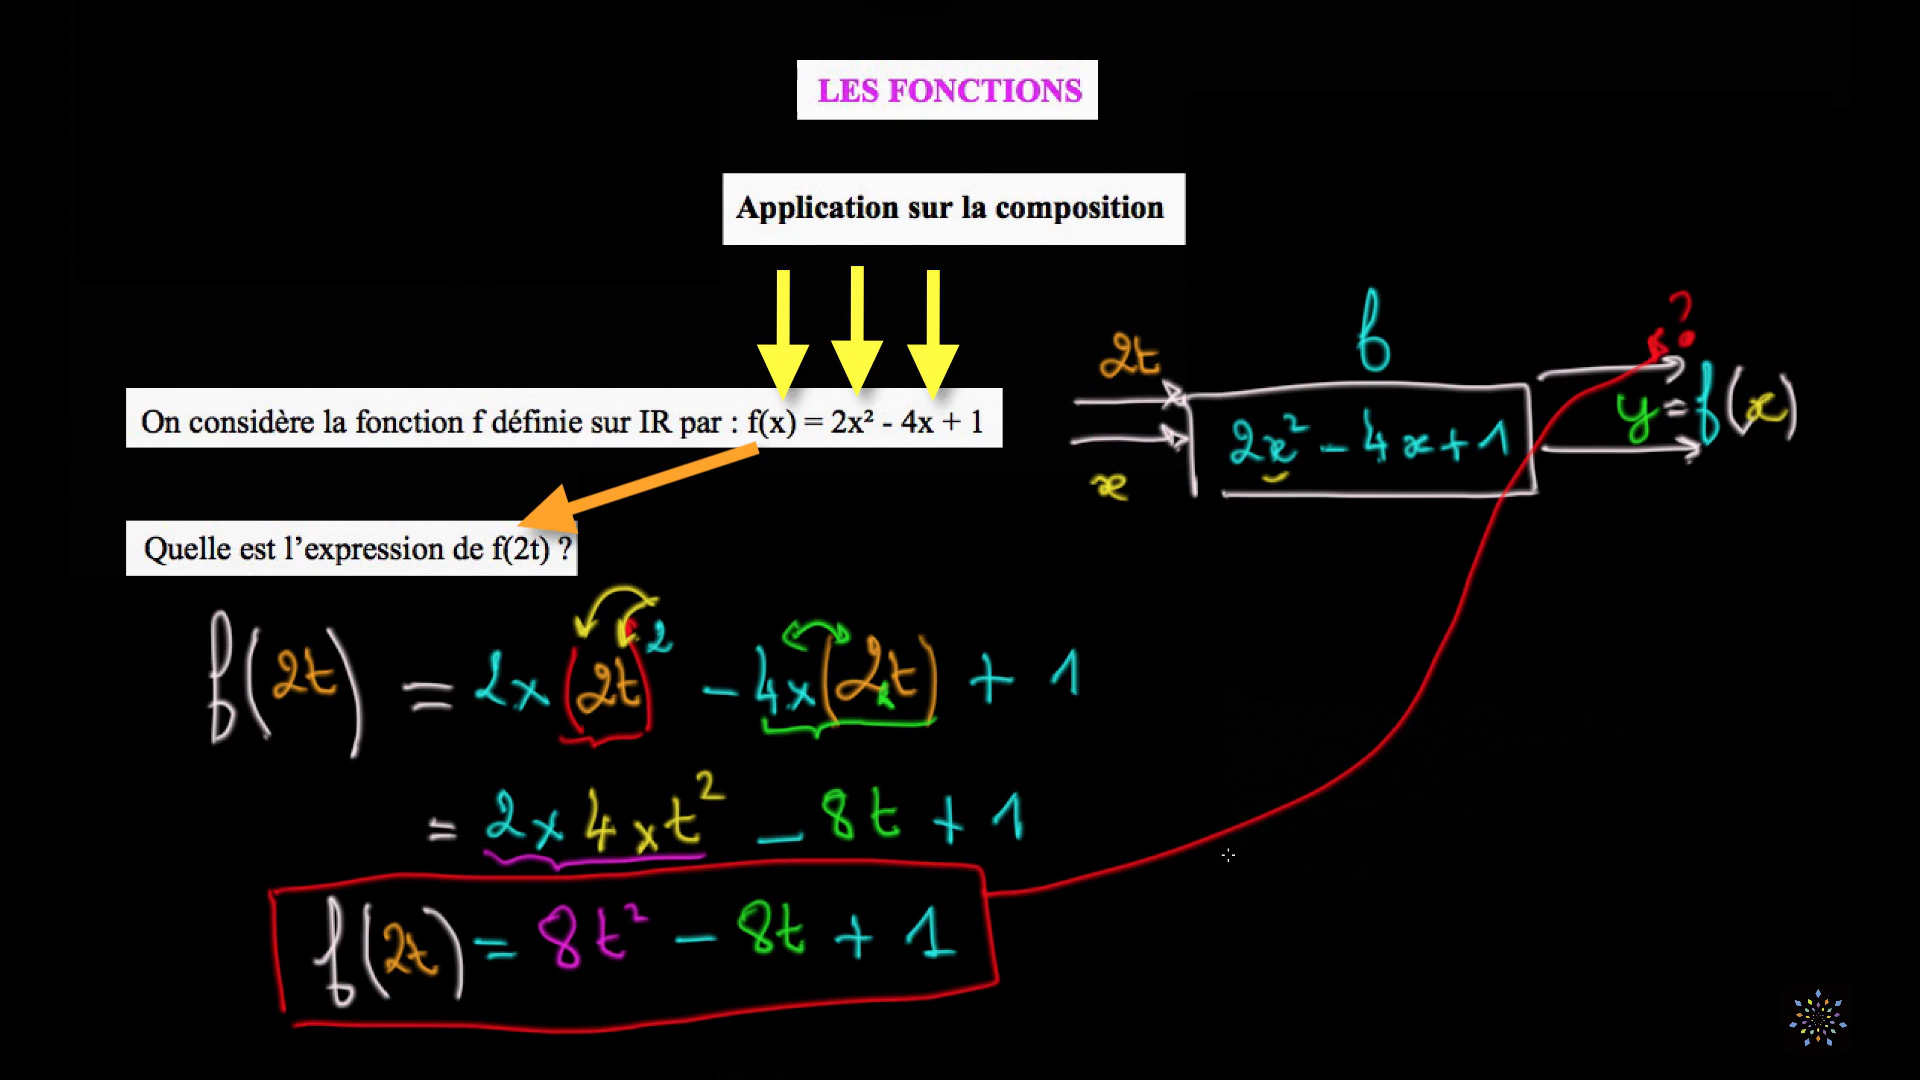 LES FONCTIONS
Application sur la composition
On considère la fonction f définie sur IR par : f(x) = 2x² - 4x + 1
f
2t
?
2x² - 4x + 1
y = f(x)
x
Quelle est l’expression de f(2t) ?
f(2t) = 2x(2t)² - 4x(2t) + 1
= 2x4xt² - 8t + 1
f(2t) = 8t² - 8t + 1